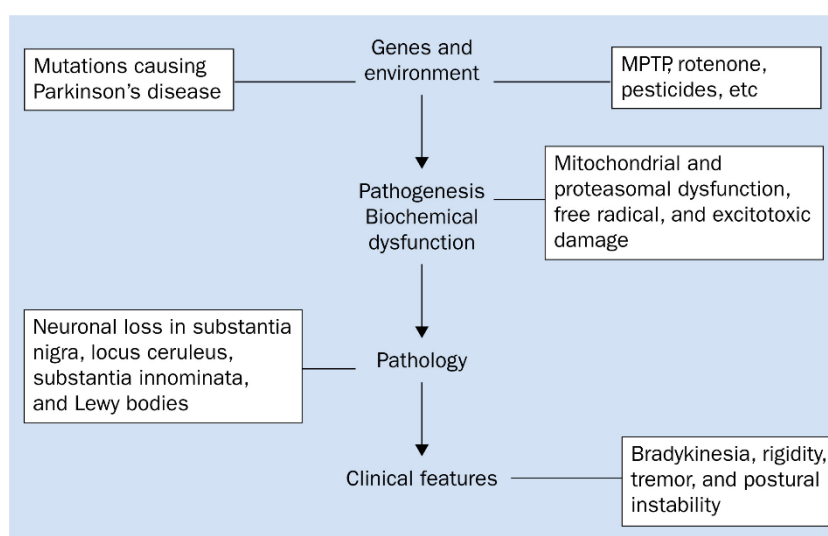 Genes and
environment
Mutations causing
Parkinson's disease
MPTP, rotenone,
pesticides, etc
Pathogenesis
Biochemical
dysfunction
Mitochondrial and
proteasomal dysfunction,
free radical, and excitotoxic
damage
Neuronal loss in substantia
nigra, locus ceruleus,
substantia innominata,
and Lewy bodies
Pathology
Clinical features
Bradykinesia, rigidity,
tremor, and postural
instability